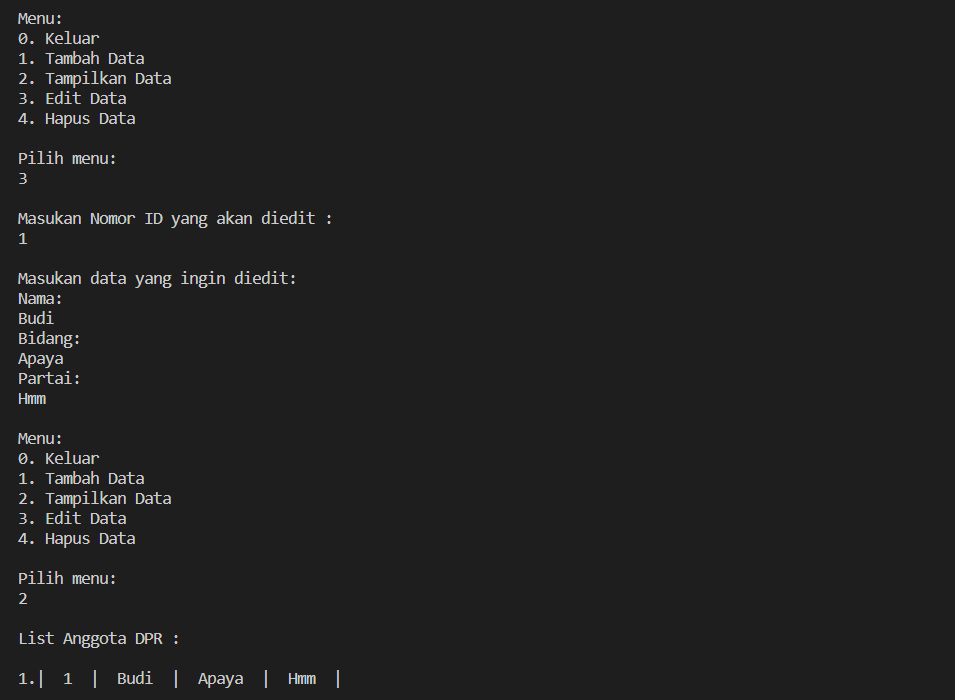 Menu:
0. Keluar
1. Tambah Data
2. Tampilkan Data
3. Edit Data
4. Hapus Data
Pilih menu:
3
Masukan Nomor ID yang akan diedit :
1
Masukan data yang ingin diedit:
Nama:
Budi
Bidang:
Apaya
Partai:
Hmm
Menu:
0. Keluar
1. Tambah Data
2. Tampilkan Data
3. Edit Data
4. Hapus Data
Pilih menu:
2
List Anggota DPR :
1.|  1  |  Budi  |  Apaya  |  Hmm  |